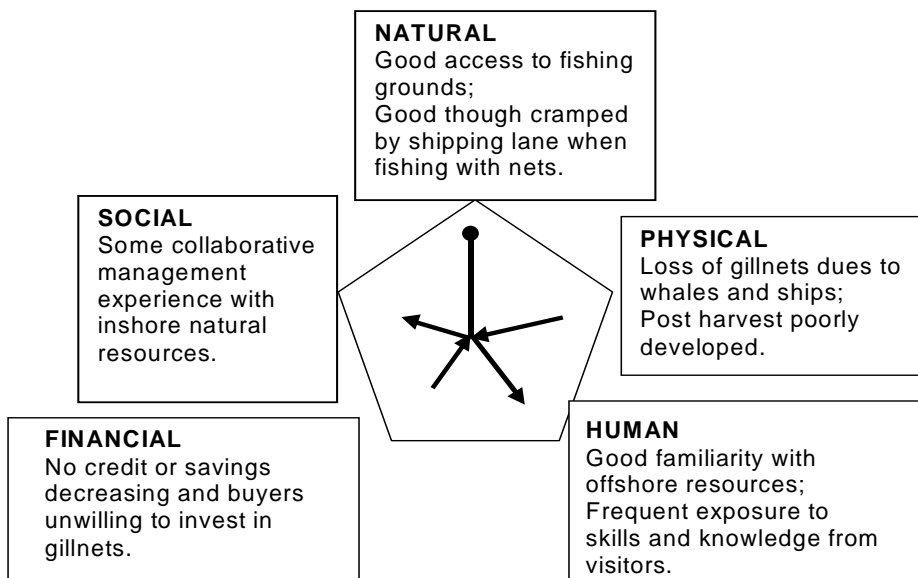 NATURAL
Good access to fishing
grounds;
Good though cramped
by shipping lane when
fishing with nets.
SOCIAL
Some collaborative
management
experience with
inshore natural
resources.
PHYSICAL
Loss of gillnets dues to
whales and ships;
Post harvest poorly
developed.
FINANCIAL
No credit or savings
decreasing and buyers
unwilling to invest in
gillnets.
HUMAN
Good familiarity with
offshore resources;
Frequent exposure to
skills and knowledge from
visitors.